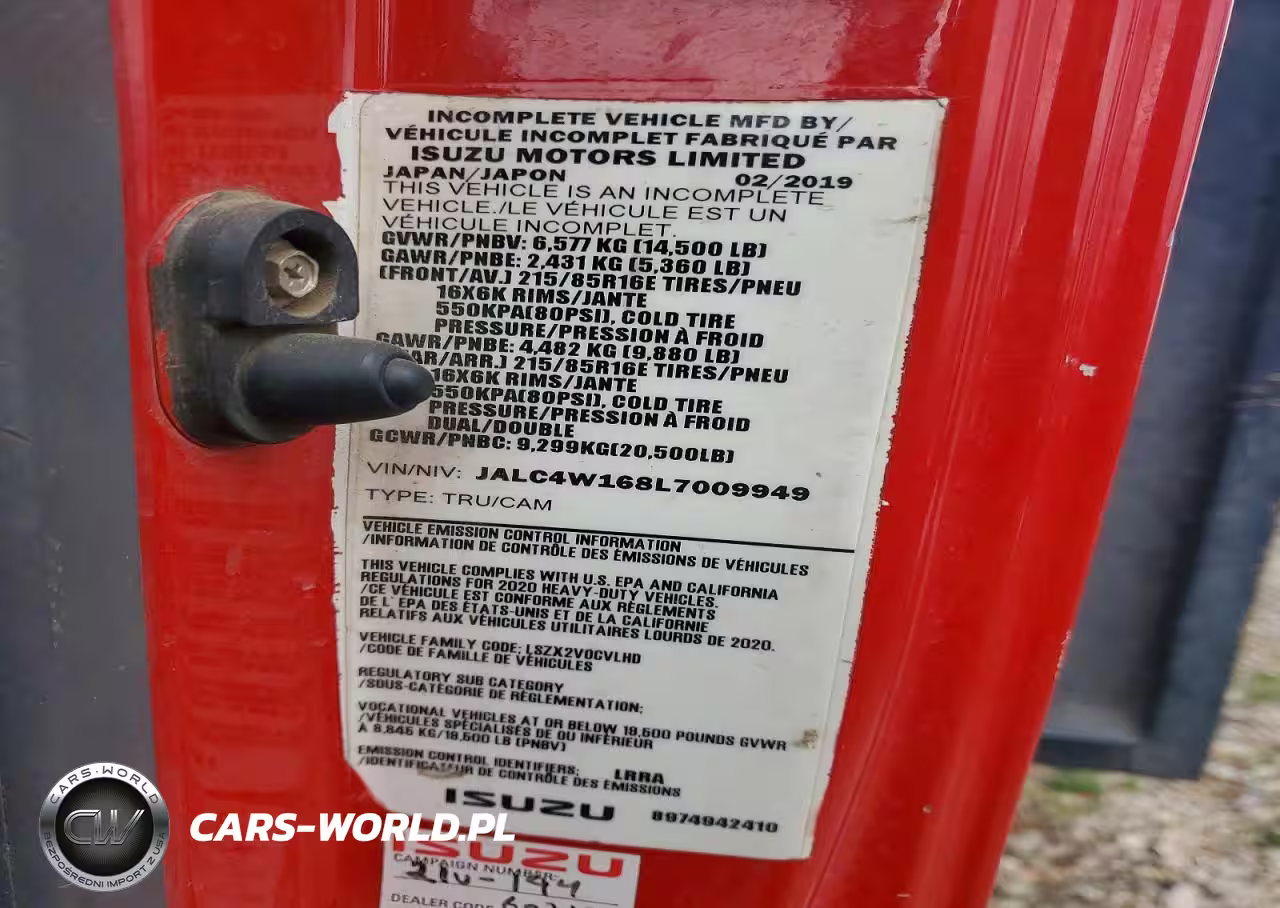 INCOMPLETE VEHICLE MFD BY/
VÉHICULE INCOMPLET FABRIQUÉ PAR
ISUZU MOTORS LIMITED
JAPAN/JAPON 02/2019
THIS VEHICLE IS AN INCOMPLETE
VEHICLE./LE VÉHICULE EST UN
VÉHICULE INCOMPLET.
GVWR/PNBV: 6,577 KG (14,500 LB)
GAWR/PNBE: 2,431 KG (5,360 LB)
(FRONT/AV.) 215/85R16E TIRES/PNEU
16X6K RIMS/JANTE
550KPA(80PSI), COLD TIRE
PRESSURE/PRESSION À FROID
GAWR/PNBE: 4,482 KG (9,880 LB)
AR/ARR.) 215/85R16E TIRES/PNEU
16X6K RIMS/JANTE
550KPA(80PSI), COLD TIRE
PRESSURE/PRESSION À FROID
DUAL/DOUBLE
GCWR/PNBC: 9,299KG(20,500LB)
VIN/NIV: JALC4W168L7009949
TYPE: TRU/CAM
VEHICLE EMISSION CONTROL INFORMATION
/INFORMATION DE CONTRÔLE DES ÉMISSIONS DE VÉHICULES
THIS VEHICLE COMPLIES WITH U.S. EPA AND CALIFORNIA
REGULATIONS FOR 2020 HEAVY-DUTY VEHICLES.
/CE VÉHICULE EST CONFORME AUX RÈGLEMENTS
DE L' EPA DES ÉTATS-UNIS ET DE LA CALIFORNIE
RELATIFS AUX VÉHICULES UTILITAIRES LOURDS DE 2020.
VEHICLE FAMILY CODE: LSZX2VOCVLHD
/CODE DE FAMILLE DE VÉHICULES
REGULATORY SUB CATEGORY
/SOUS-CATÉGORIE DE RÉGLEMENTATION:
VOCATIONAL VEHICLES AT OR BELOW 19,500 POUNDS GVWR
/VÉHICULES SPÉCIALISÉS DE OU INFÉRIEUR
À 8,845 KG/19,500 LB (PNBV)
EMISSION CONTROL IDENTIFIERS: LRRA
/IDENTIFICATEUR DE CONTRÔLE DES ÉMISSIONS
ISUZU 8974942410
ISUZU
CAMPAIGN NUMBER:
DEALER CODE
CARS-WORLD
CW
BEZPOŚREDNI IMPORT Z USA
CARS-WORLD.PL